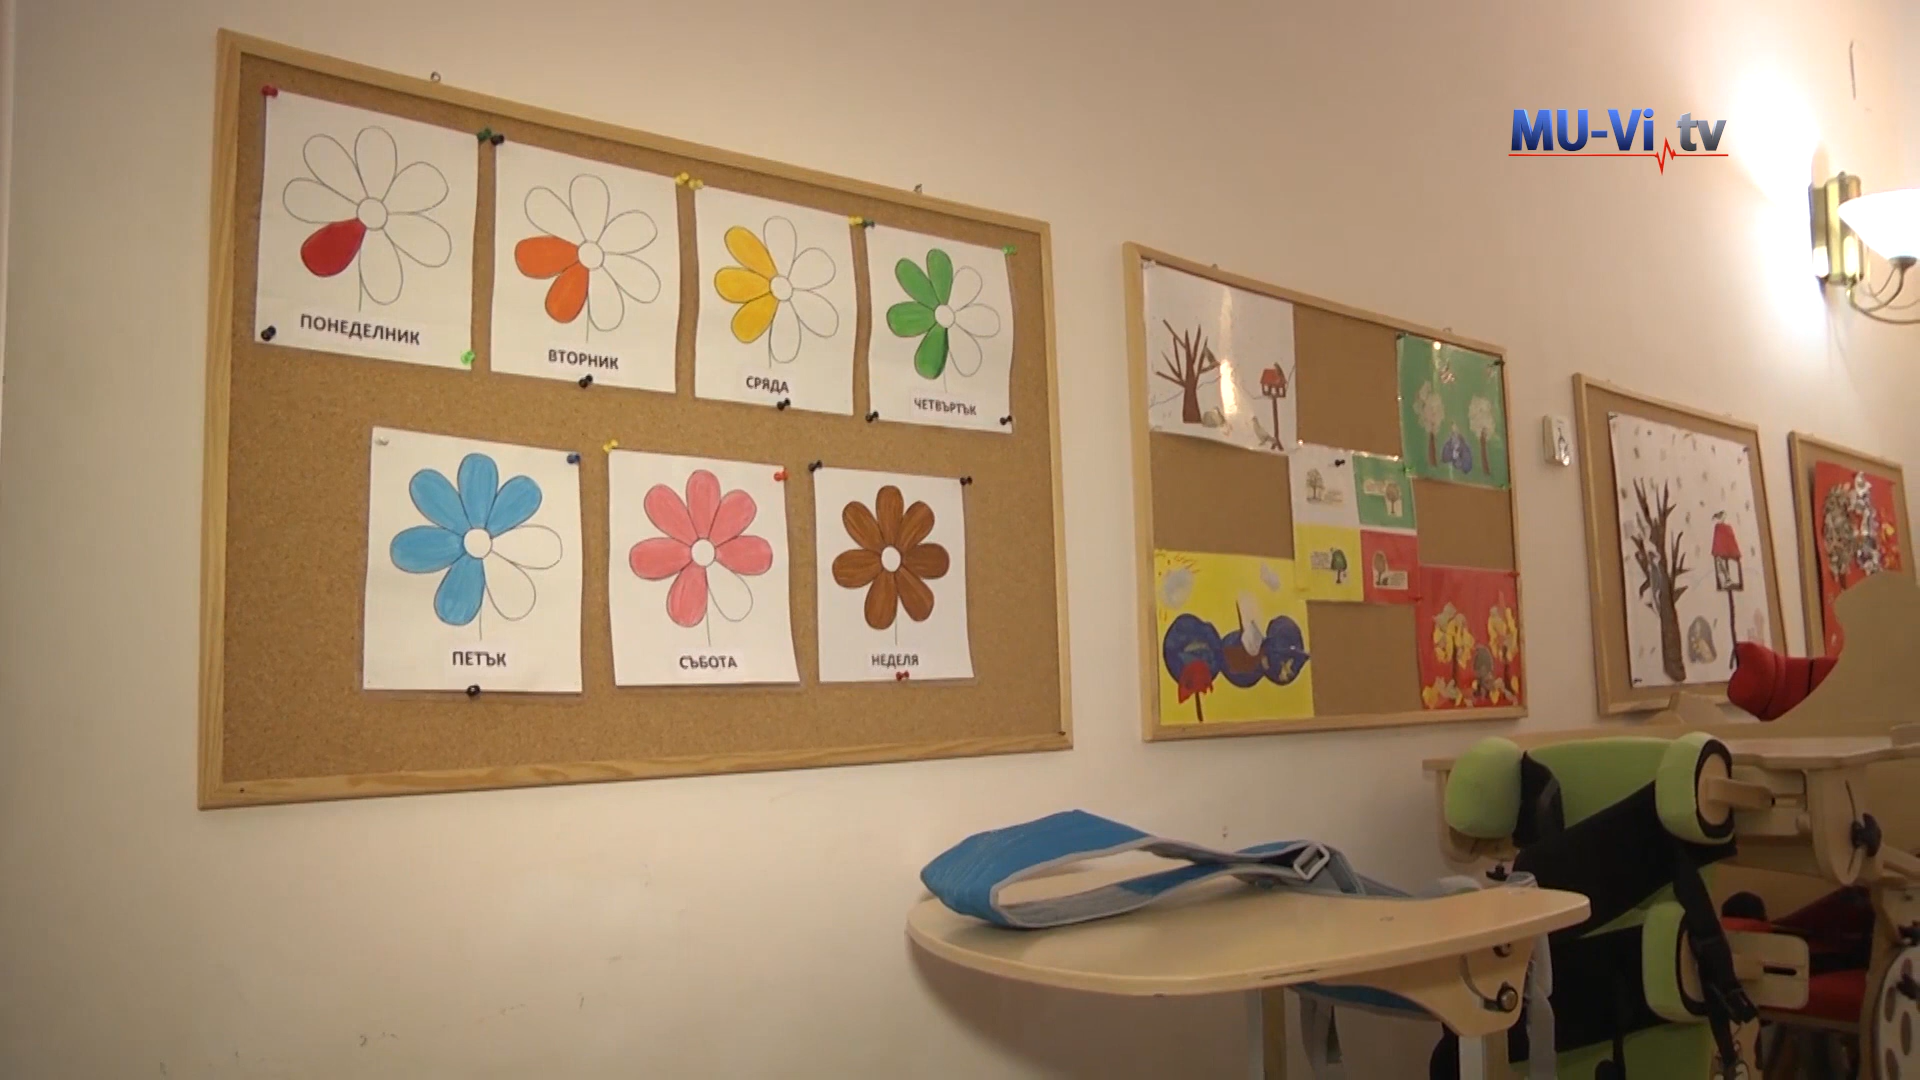 MU-Vi.tv
ПОНЕДЕЛНИК
ВТОРНИК
СРЯДА
ЧЕТВЪРТЪК
ПЕТЪК
СЪБОТА
НЕДЕЛЯ